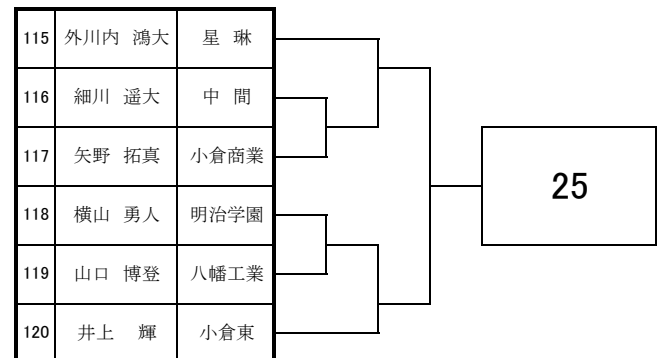 115 外川内 鴻大 星 琳
116 細川 遥大 中 間
117 矢野 拓真 小倉商業
118 横山 勇人 明治学園
119 山口 博登 八幡工業
120 井上 輝 小倉東
25